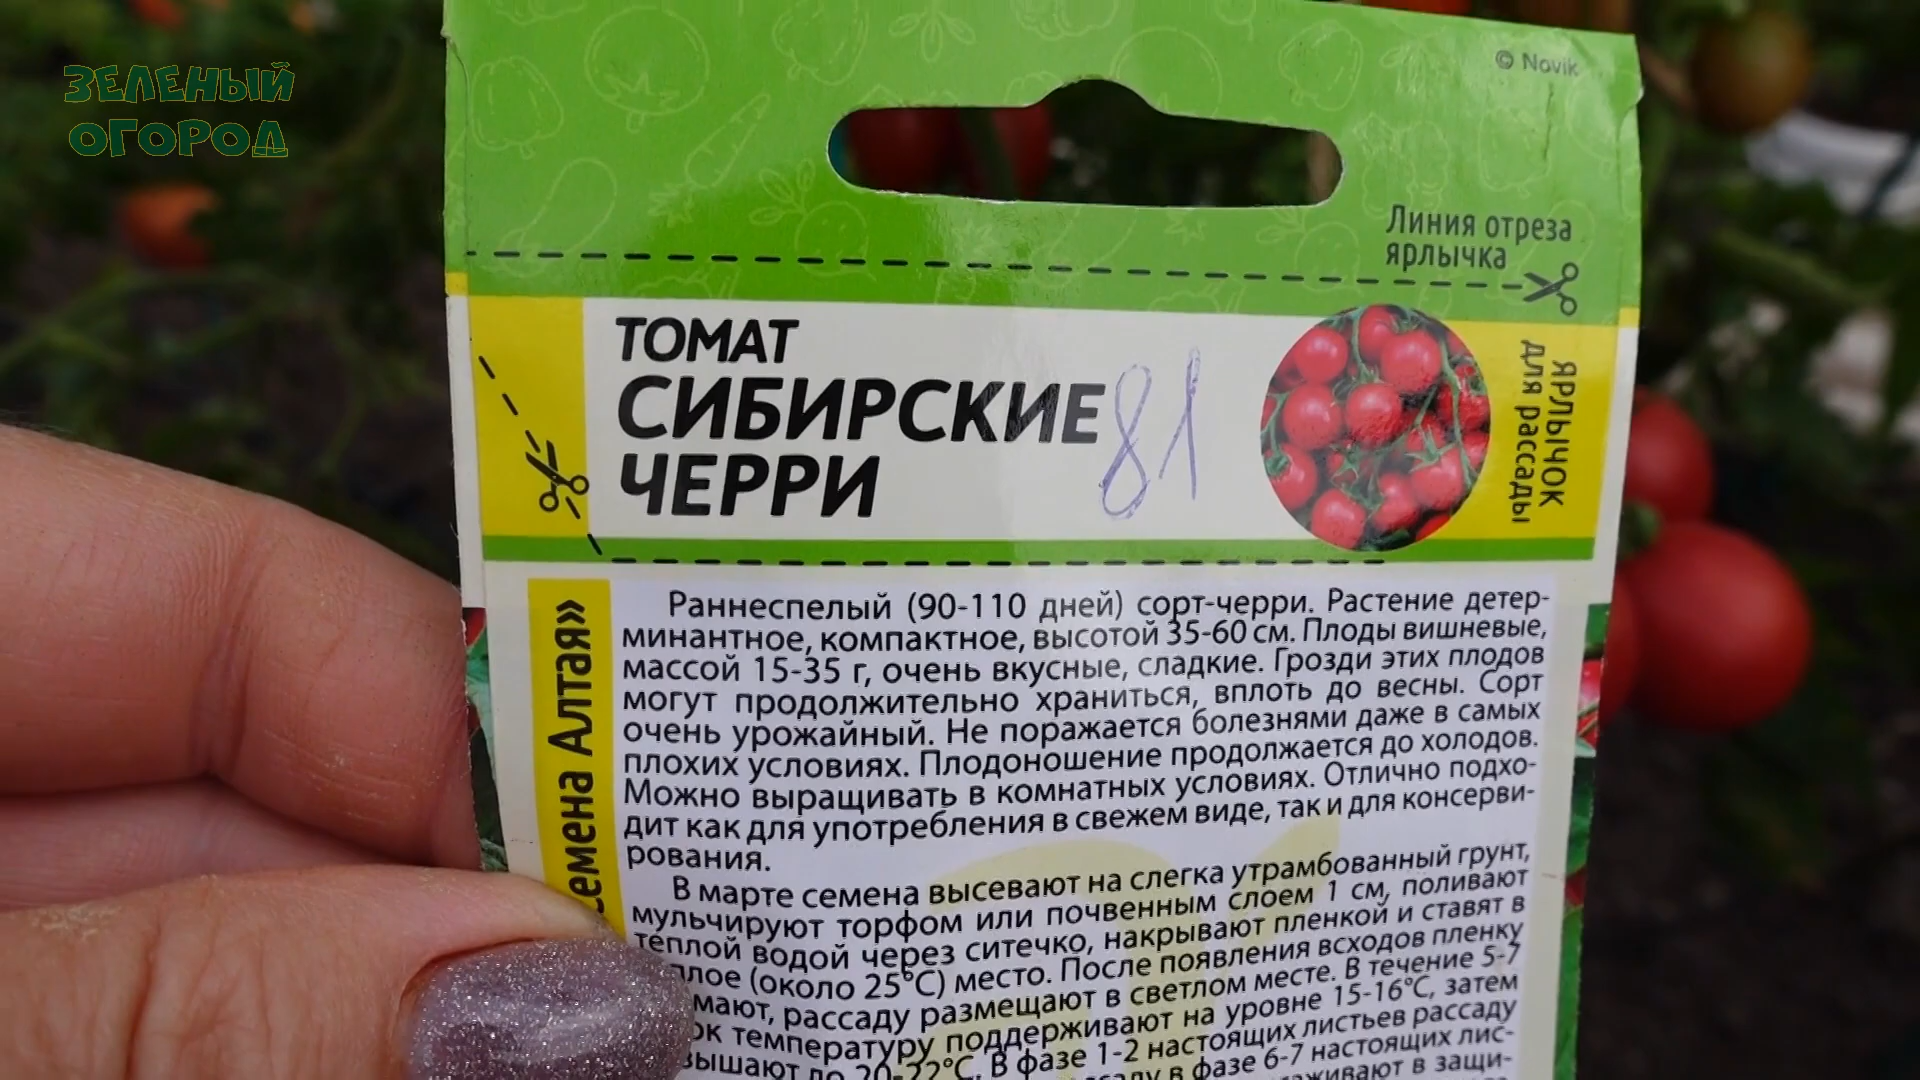 ЗЕЛЕНЫЙ
ОГОРОД
© Novik
Линия отреза
ярлычка
ТОМАТ
СИБИРСКИЕ
ЧЕРРИ
81
ЯРЛЫЧОК
для рассады
Семена Алтая»
Раннеспелый (90-110 дней) сорт-черри. Растение детер-
минантное, компактное, высотой 35-60 см. Плоды вишневые,
массой 15-35 г, очень вкусные, сладкие. Грозди этих плодов
могут продолжительно храниться, вплоть до весны. Сорт
очень урожайный. Не поражается болезнями даже в самых
плохих условиях. Плодоношение продолжается до холодов.
Можно выращивать в комнатных условиях. Отлично подхо-
дит как для употребления в свежем виде, так и для консерви-
рования.
В марте семена высевают на слегка утрамбованный грунт,
мульчируют торфом или почвенным слоем 1 см, поливают
теплой водой через ситечко, накрывают пленкой и ставят в
(около 25°С) место. После появления всходов пленку
рассаду размещают в светлом месте. В течение 5-7
температуру поддерживают на уровне 15-16°С, затем
до 20-22°С. В фазе 1-2 настоящих листьев рассаду
в фазе 6-7 настоящих лис-
в защи-